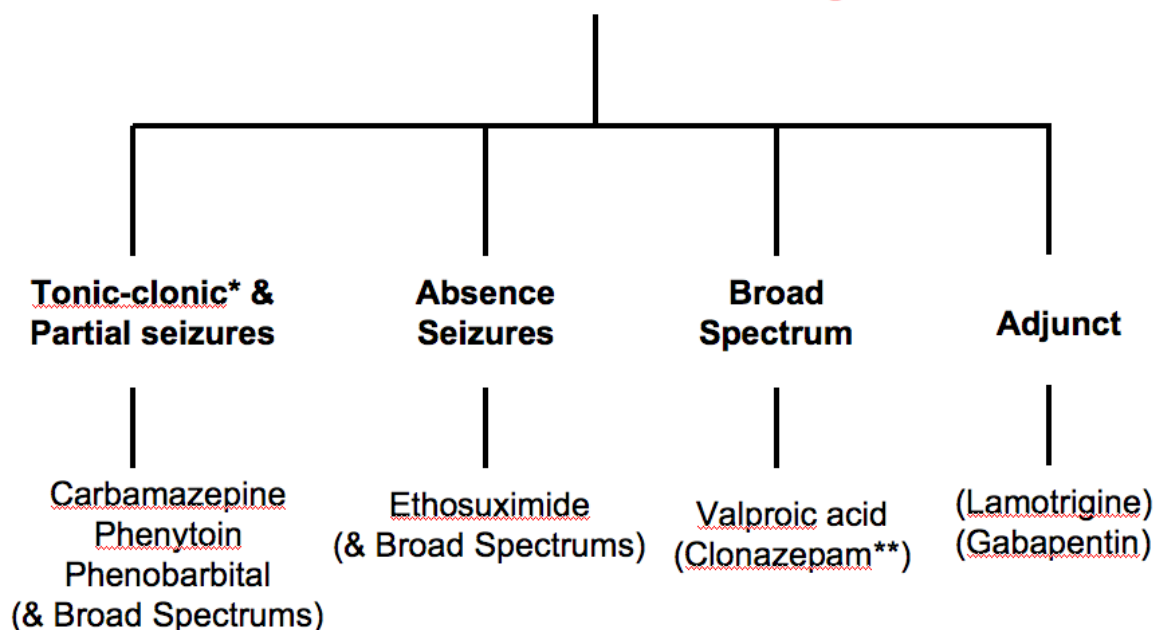 Tonic-clonic* &
Partial seizures
Absence
Seizures
Broad
Spectrum
Adjunct
Carbamazepine
Phenytoin
Phenobarbital
(& Broad Spectrums)
Ethosuximide
(& Broad Spectrums)
Valproic acid
(Clonazepam**)
(Lamotrigine)
(Gabapentin)